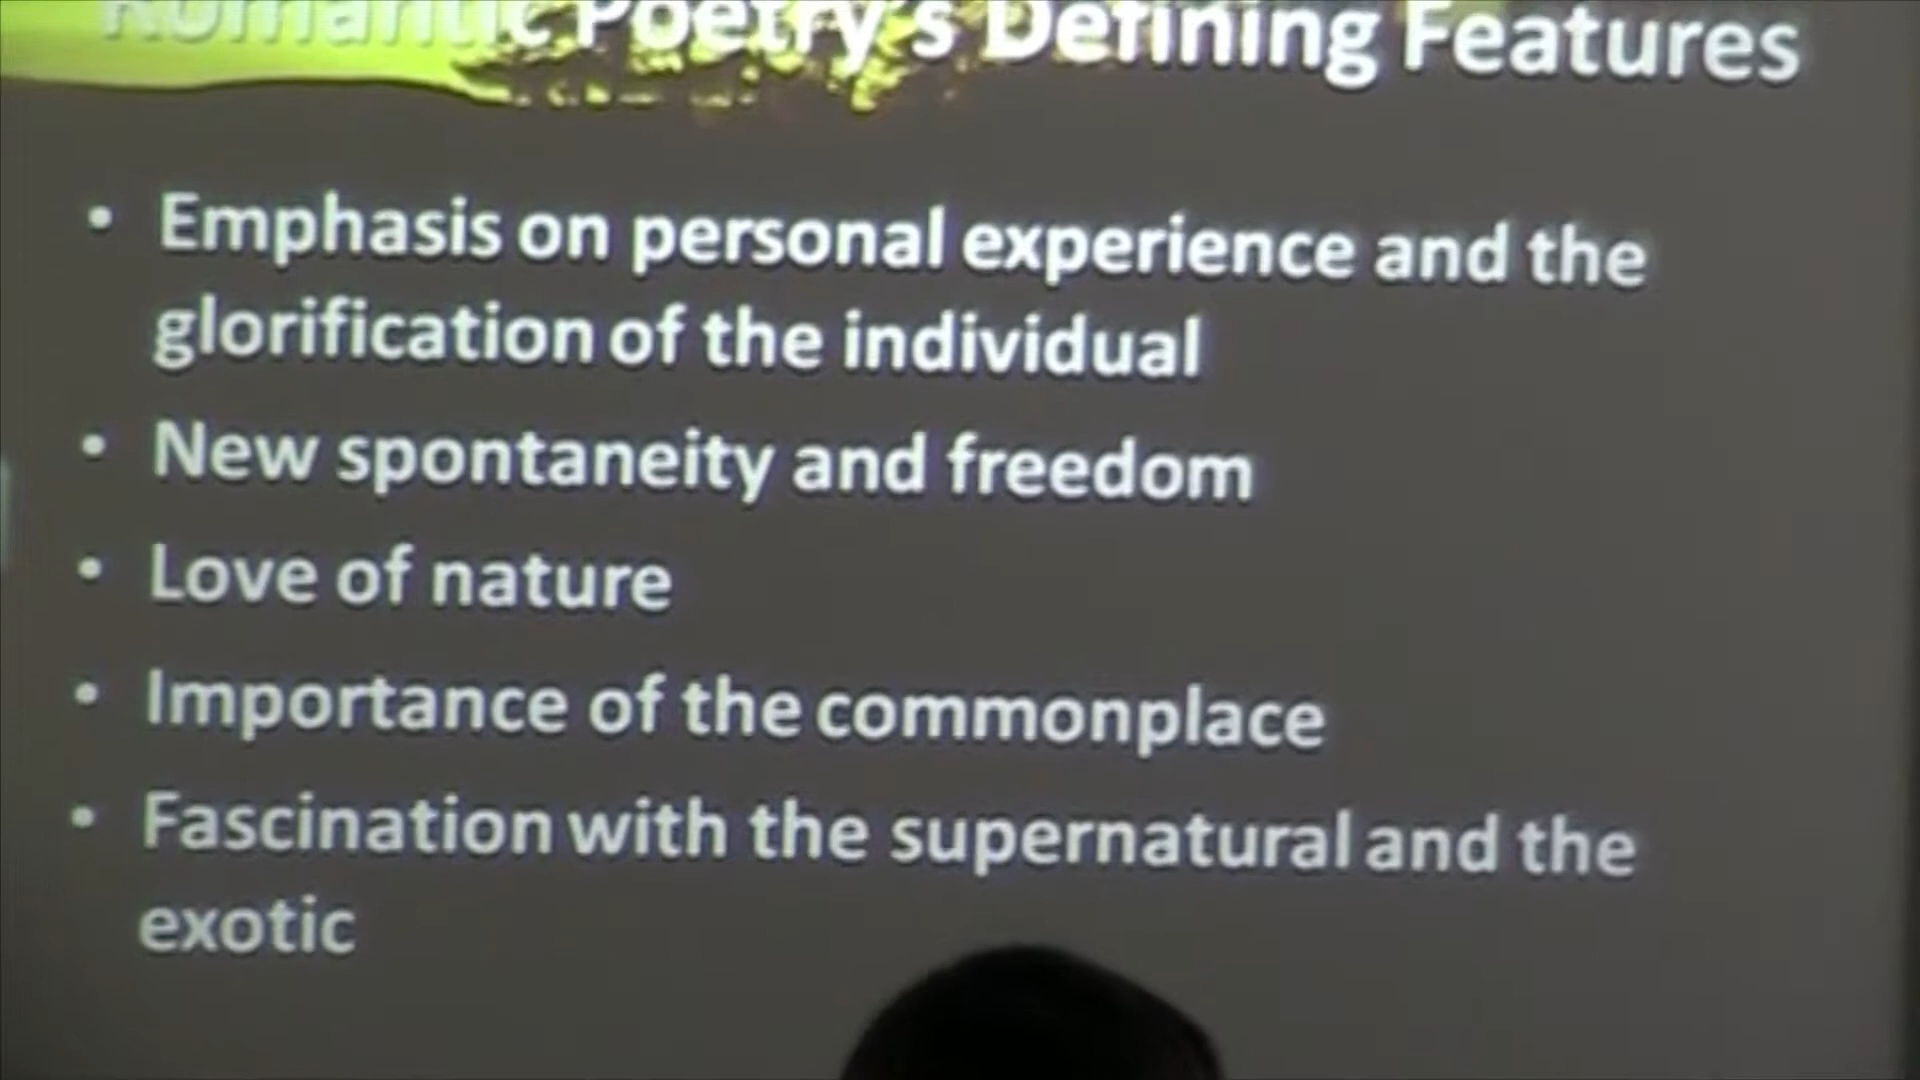 Romantic Poetry's Defining Features
• Emphasis on personal experience and the
glorification of the individual
• New spontaneity and freedom
• Love of nature
• Importance of the commonplace
• Fascination with the supernatural and the
exotic